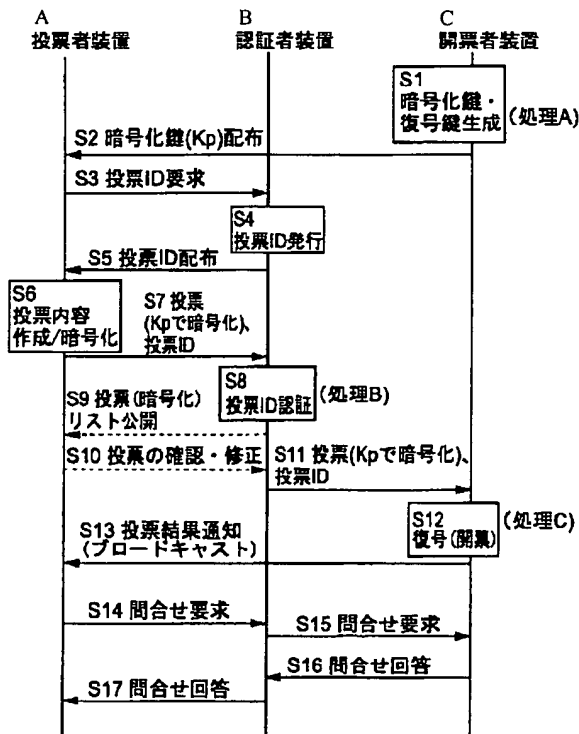 A
投票者装置
B
認証者装置
C
開票者装置
S1
暗号化鍵・
復号鍵生成
(処理A)
S2 暗号化鍵(Kp)配布
S3 投票ID要求
S4
投票ID発行
S5 投票ID配布
S6
投票内容
作成/暗号化
S7 投票
(Kpで暗号化)、
投票ID
S8
投票ID認証
(処理B)
S9 投票(暗号化)
リスト公開
S10 投票の確認・修正
S11 投票(Kpで暗号化)、
投票ID
S12
復号(開票)
(処理C)
S13 投票結果通知
(ブロードキャスト)
S14 問合せ要求
S15 問合せ要求
S16 問合せ回答
S17 問合せ回答